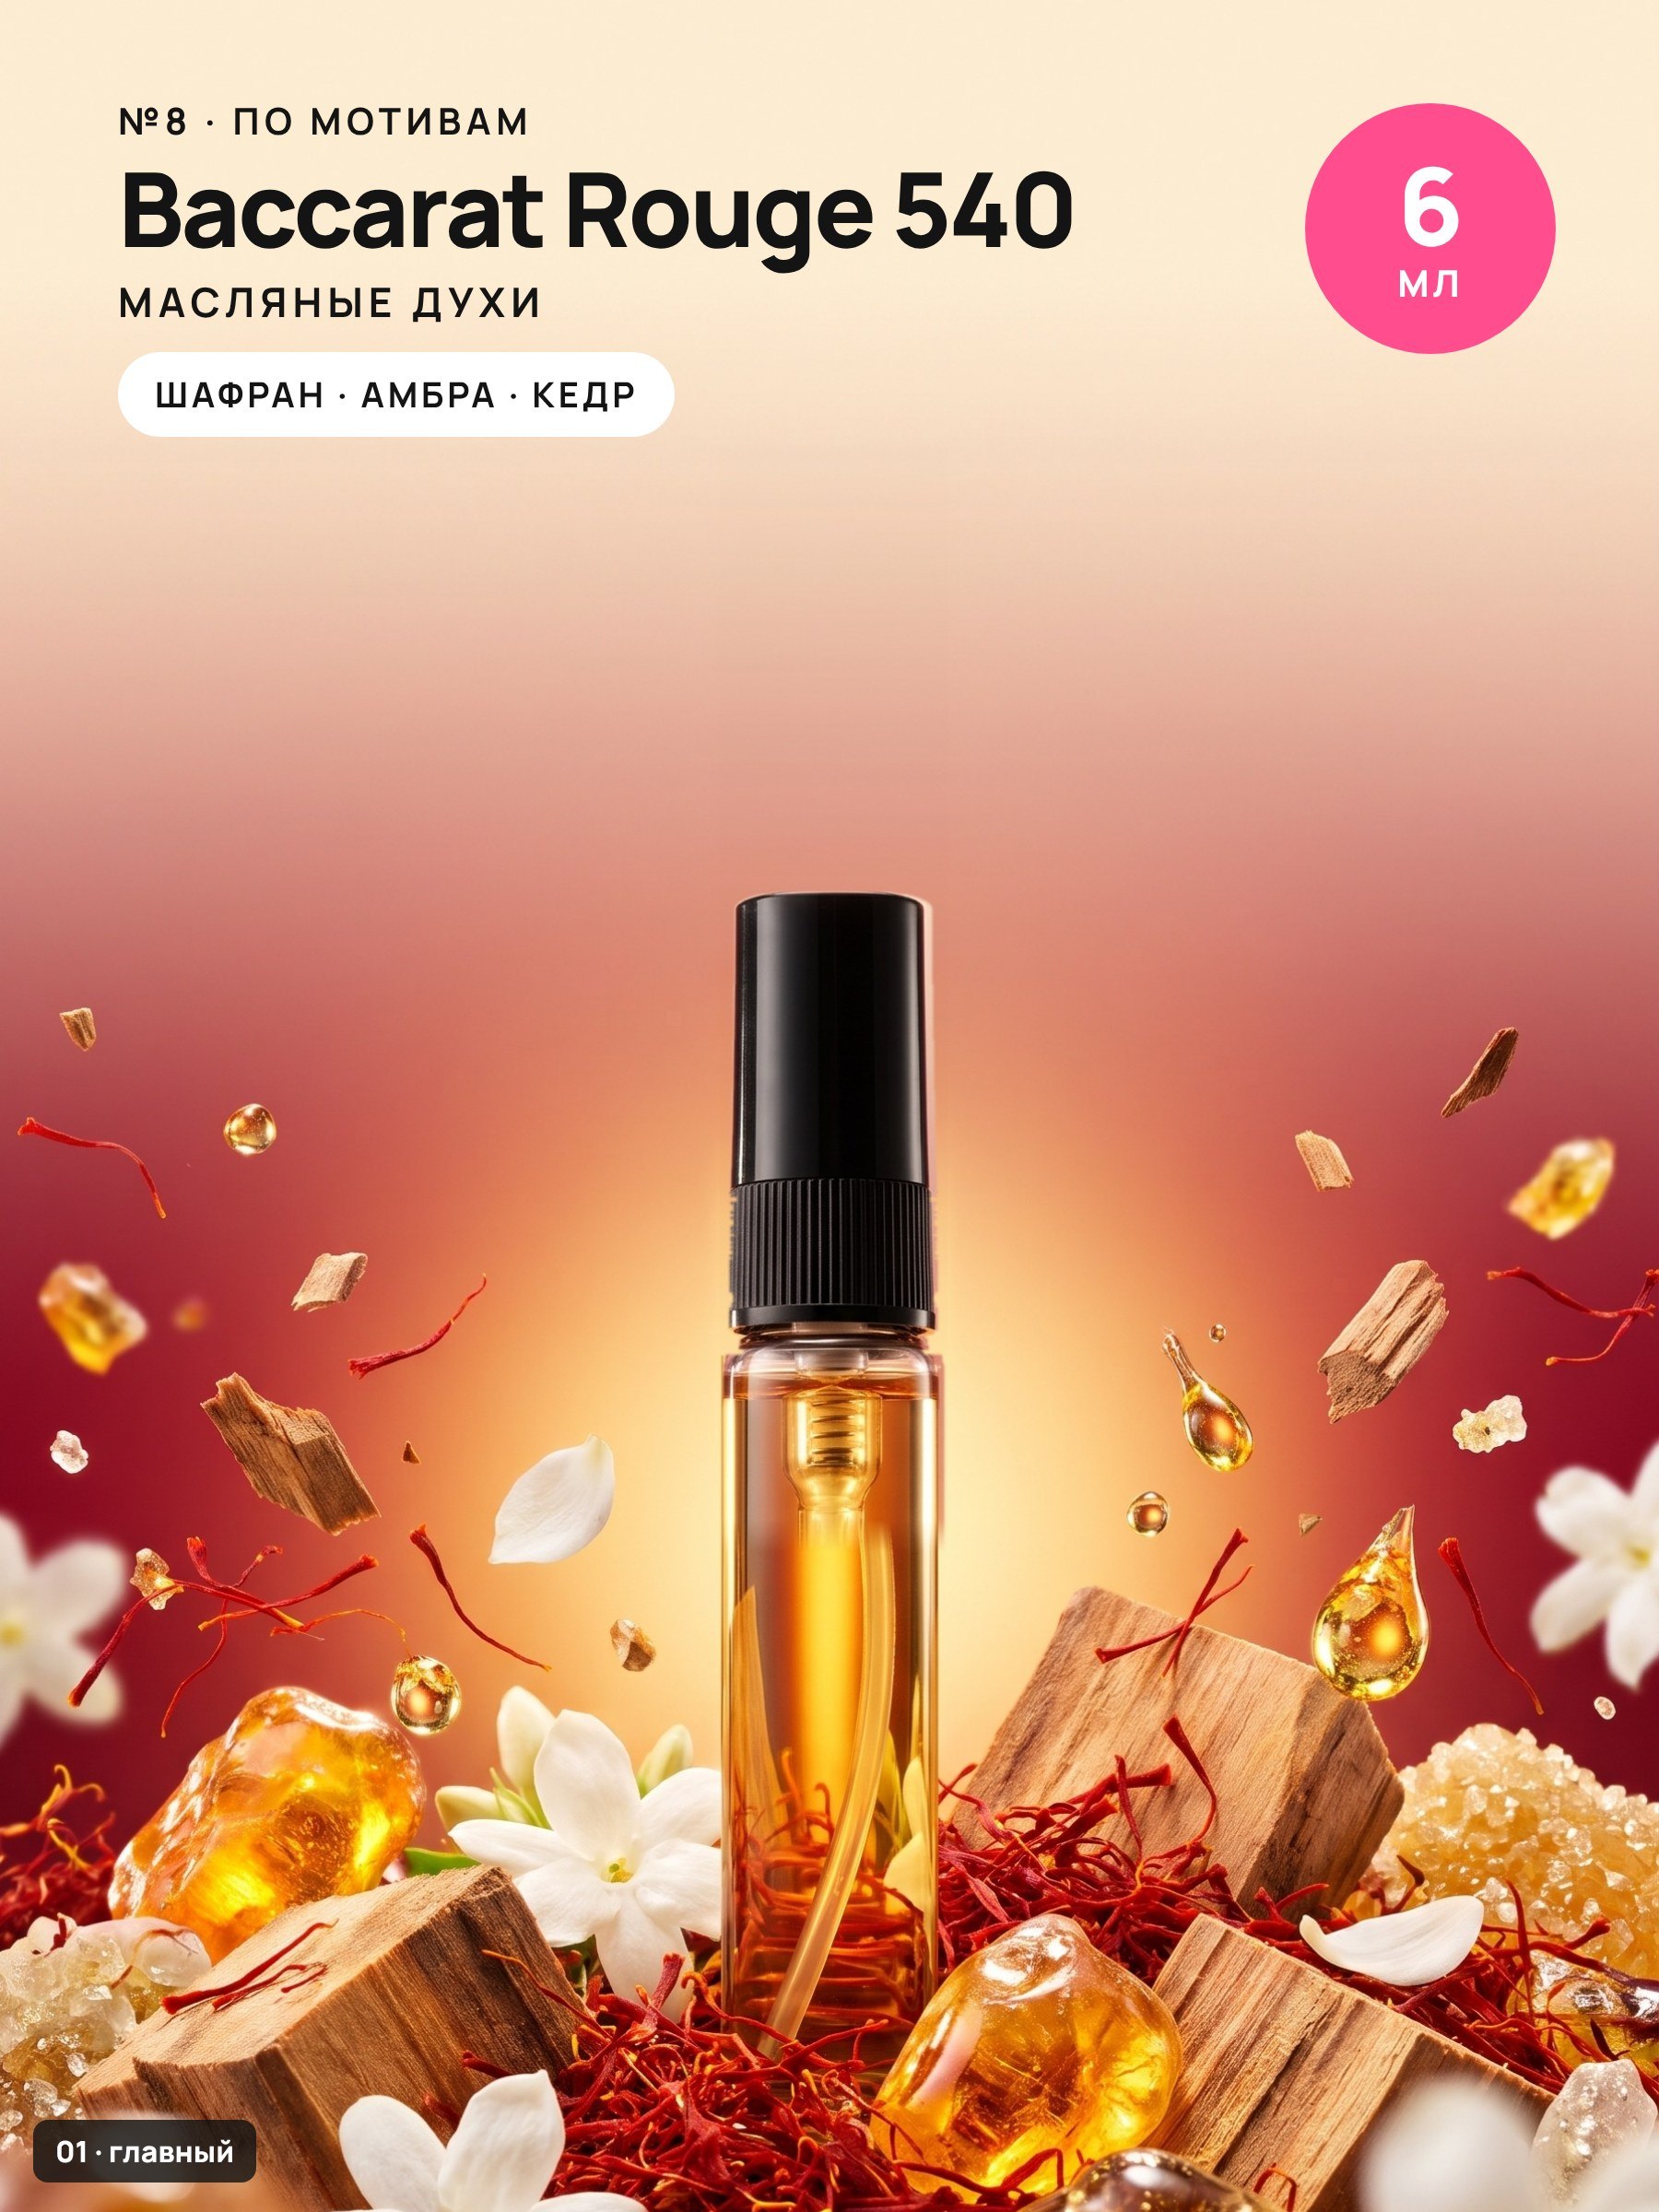 №8 · ПО МОТИВАМ
Baccarat Rouge 540
МАСЛЯНЫЕ ДУХИ
ШАФРАН · АМБРА · КЕДР
6
МЛ
01 · главный